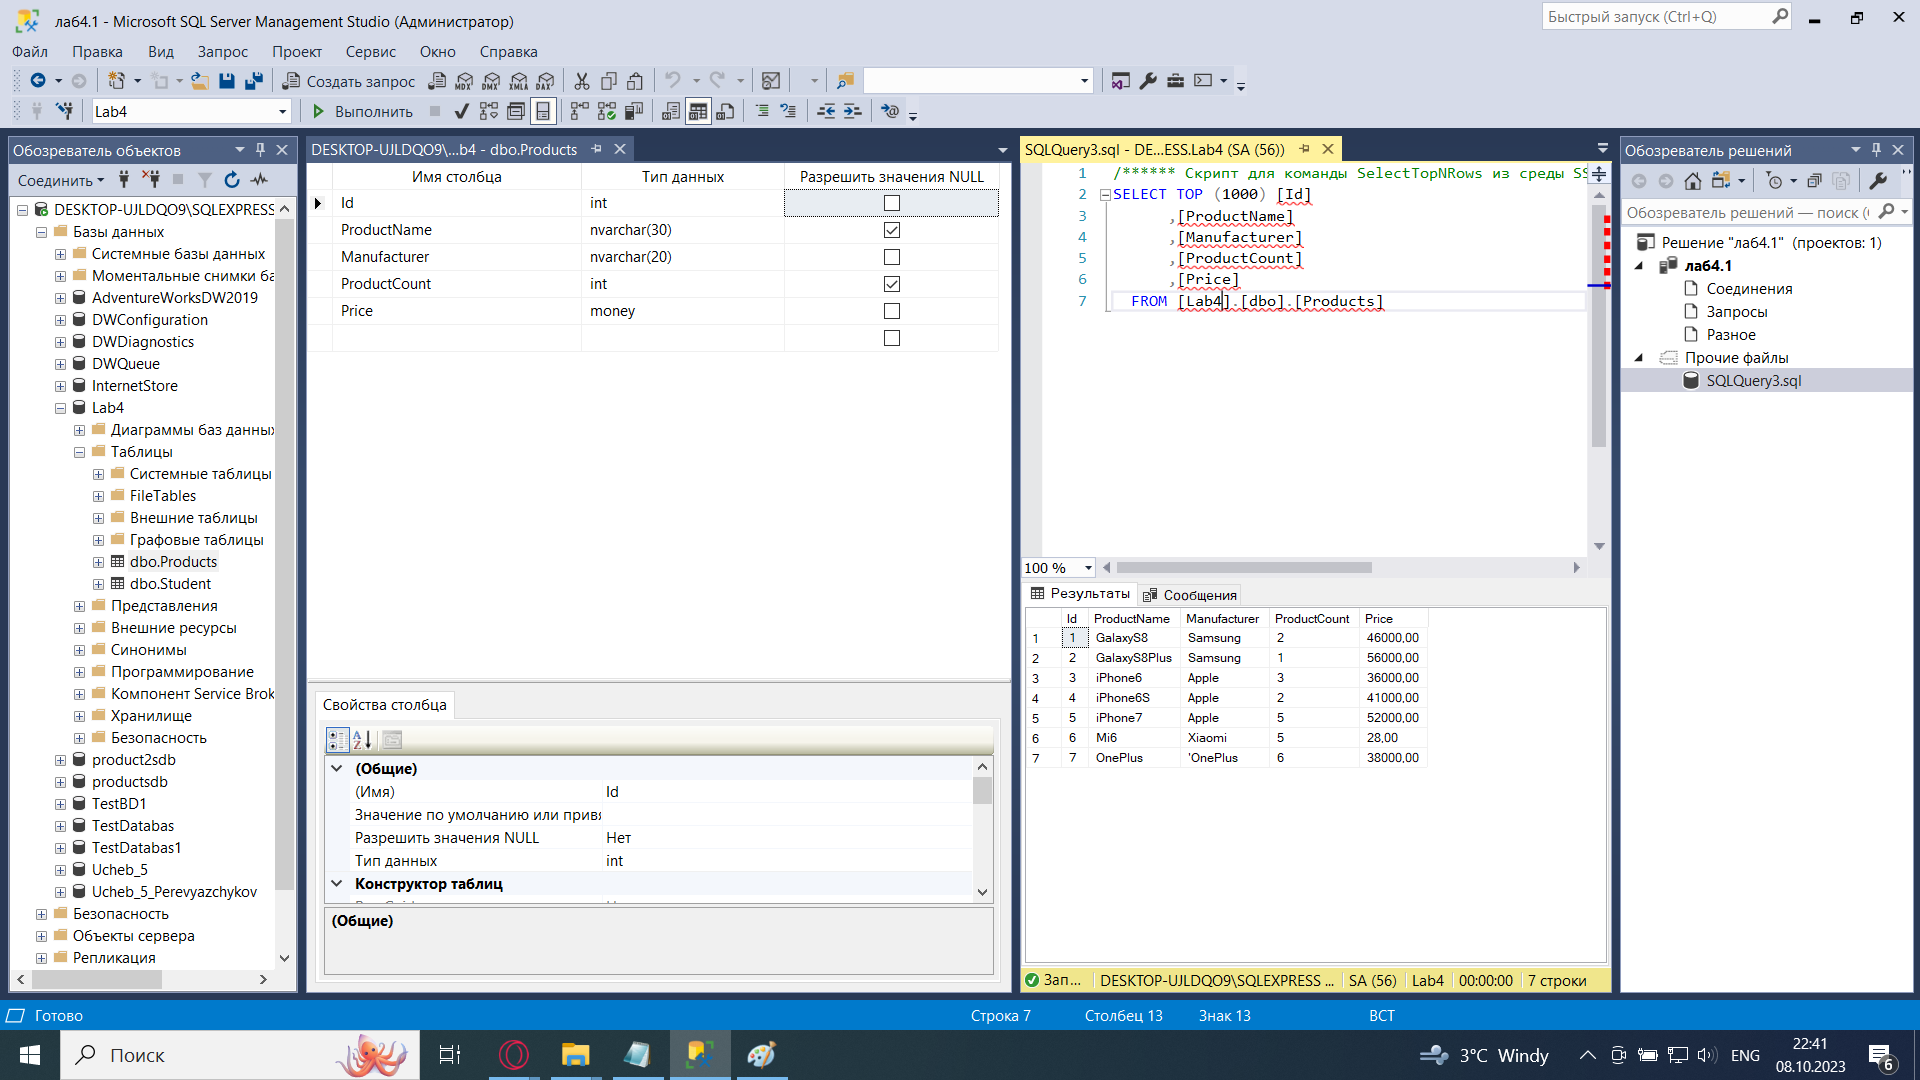 лаб4.1 - Microsoft SQL Server Management Studio (Администратор)
Быстрый запуск (Ctrl+Q)
Файл Правка Вид Запрос Проект Сервис Окно Справка
Создать запрос
MDX DMX XMLA DAX
Lab4
Выполнить
Обозреватель объектов
Соединить
DESKTOP-UJLDQO9\SQLEXPRESS
Базы данных
Системные базы данных
Моментальные снимки ба
AdventureWorksDW2019
DWConfiguration
DWDiagnostics
DWQueue
InternetStore
Lab4
Диаграммы баз данны
Таблицы
Системные таблицы
FileTables
Внешние таблицы
Графовые таблицы
dbo.Products
dbo.Student
Представления
Внешние ресурсы
Синонимы
Программирование
Компонент Service Brok
Хранилище
Безопасность
product2sdb
productsdb
TestBD1
TestDatabas
TestDatabas1
Ucheb_5
Ucheb_5_Perevyazchykov
Безопасность
Объекты сервера
Репликация
DESKTOP-UJLDQO9\...b4 - dbo.Products
Имя столбца Тип данных Разрешить значения NULL
Id int
ProductName nvarchar(30)
Manufacturer nvarchar(20)
ProductCount int
Price money
Свойства столбца
(Общие)
(Имя) Id
Значение по умолчанию или привя
Разрешить значения NULL Нет
Тип данных int
Конструктор таблиц
(Общие)
SQLQuery3.sql - DE...ESS.Lab4 (SA (56))
1 /****** Скрипт для команды SelectTopNRows из среды SS
2 SELECT TOP (1000) [Id]
3 ,[ProductName]
4 ,[Manufacturer]
5 ,[ProductCount]
6 ,[Price]
7 FROM [Lab4].[dbo].[Products]
100 %
Результаты Сообщения
Id ProductName Manufacturer ProductCount Price
1 1 GalaxyS8 Samsung 2 46000,00
2 2 GalaxyS8Plus Samsung 1 56000,00
3 3 iPhone6 Apple 3 36000,00
4 4 iPhone6S Apple 2 41000,00
5 5 iPhone7 Apple 5 52000,00
6 6 Mi6 Xiaomi 5 28,00
7 7 OnePlus 'OnePlus 6 38000,00
Зап... DESKTOP-UJLDQO9\SQLEXPRESS ... SA (56) Lab4 00:00:00 7 строки
Обозреватель решений
Обозреватель решений — поиск (
Решение "лаб4.1" (проектов: 1)
лаб4.1
Соединения
Запросы
Разное
Прочие файлы
SQLQuery3.sql
Готово Строка 7 Столбец 13 Знак 13 ВСТ
Поиск
3°C Windy
ENG
22:41
08.10.2023
6